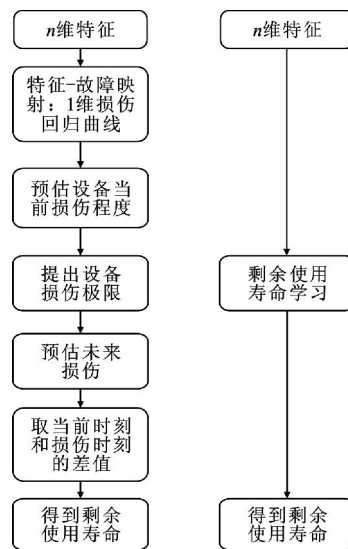 n维特征
特征-故障映
射：1维损伤
回归曲线
预估设备当
前损伤程度
提出设备
损伤极限
预估未来
损伤
取当前时刻
和损伤时刻
的差值
得到剩余
使用寿命
n维特征
剩余使用
寿命学习
得到剩余
使用寿命